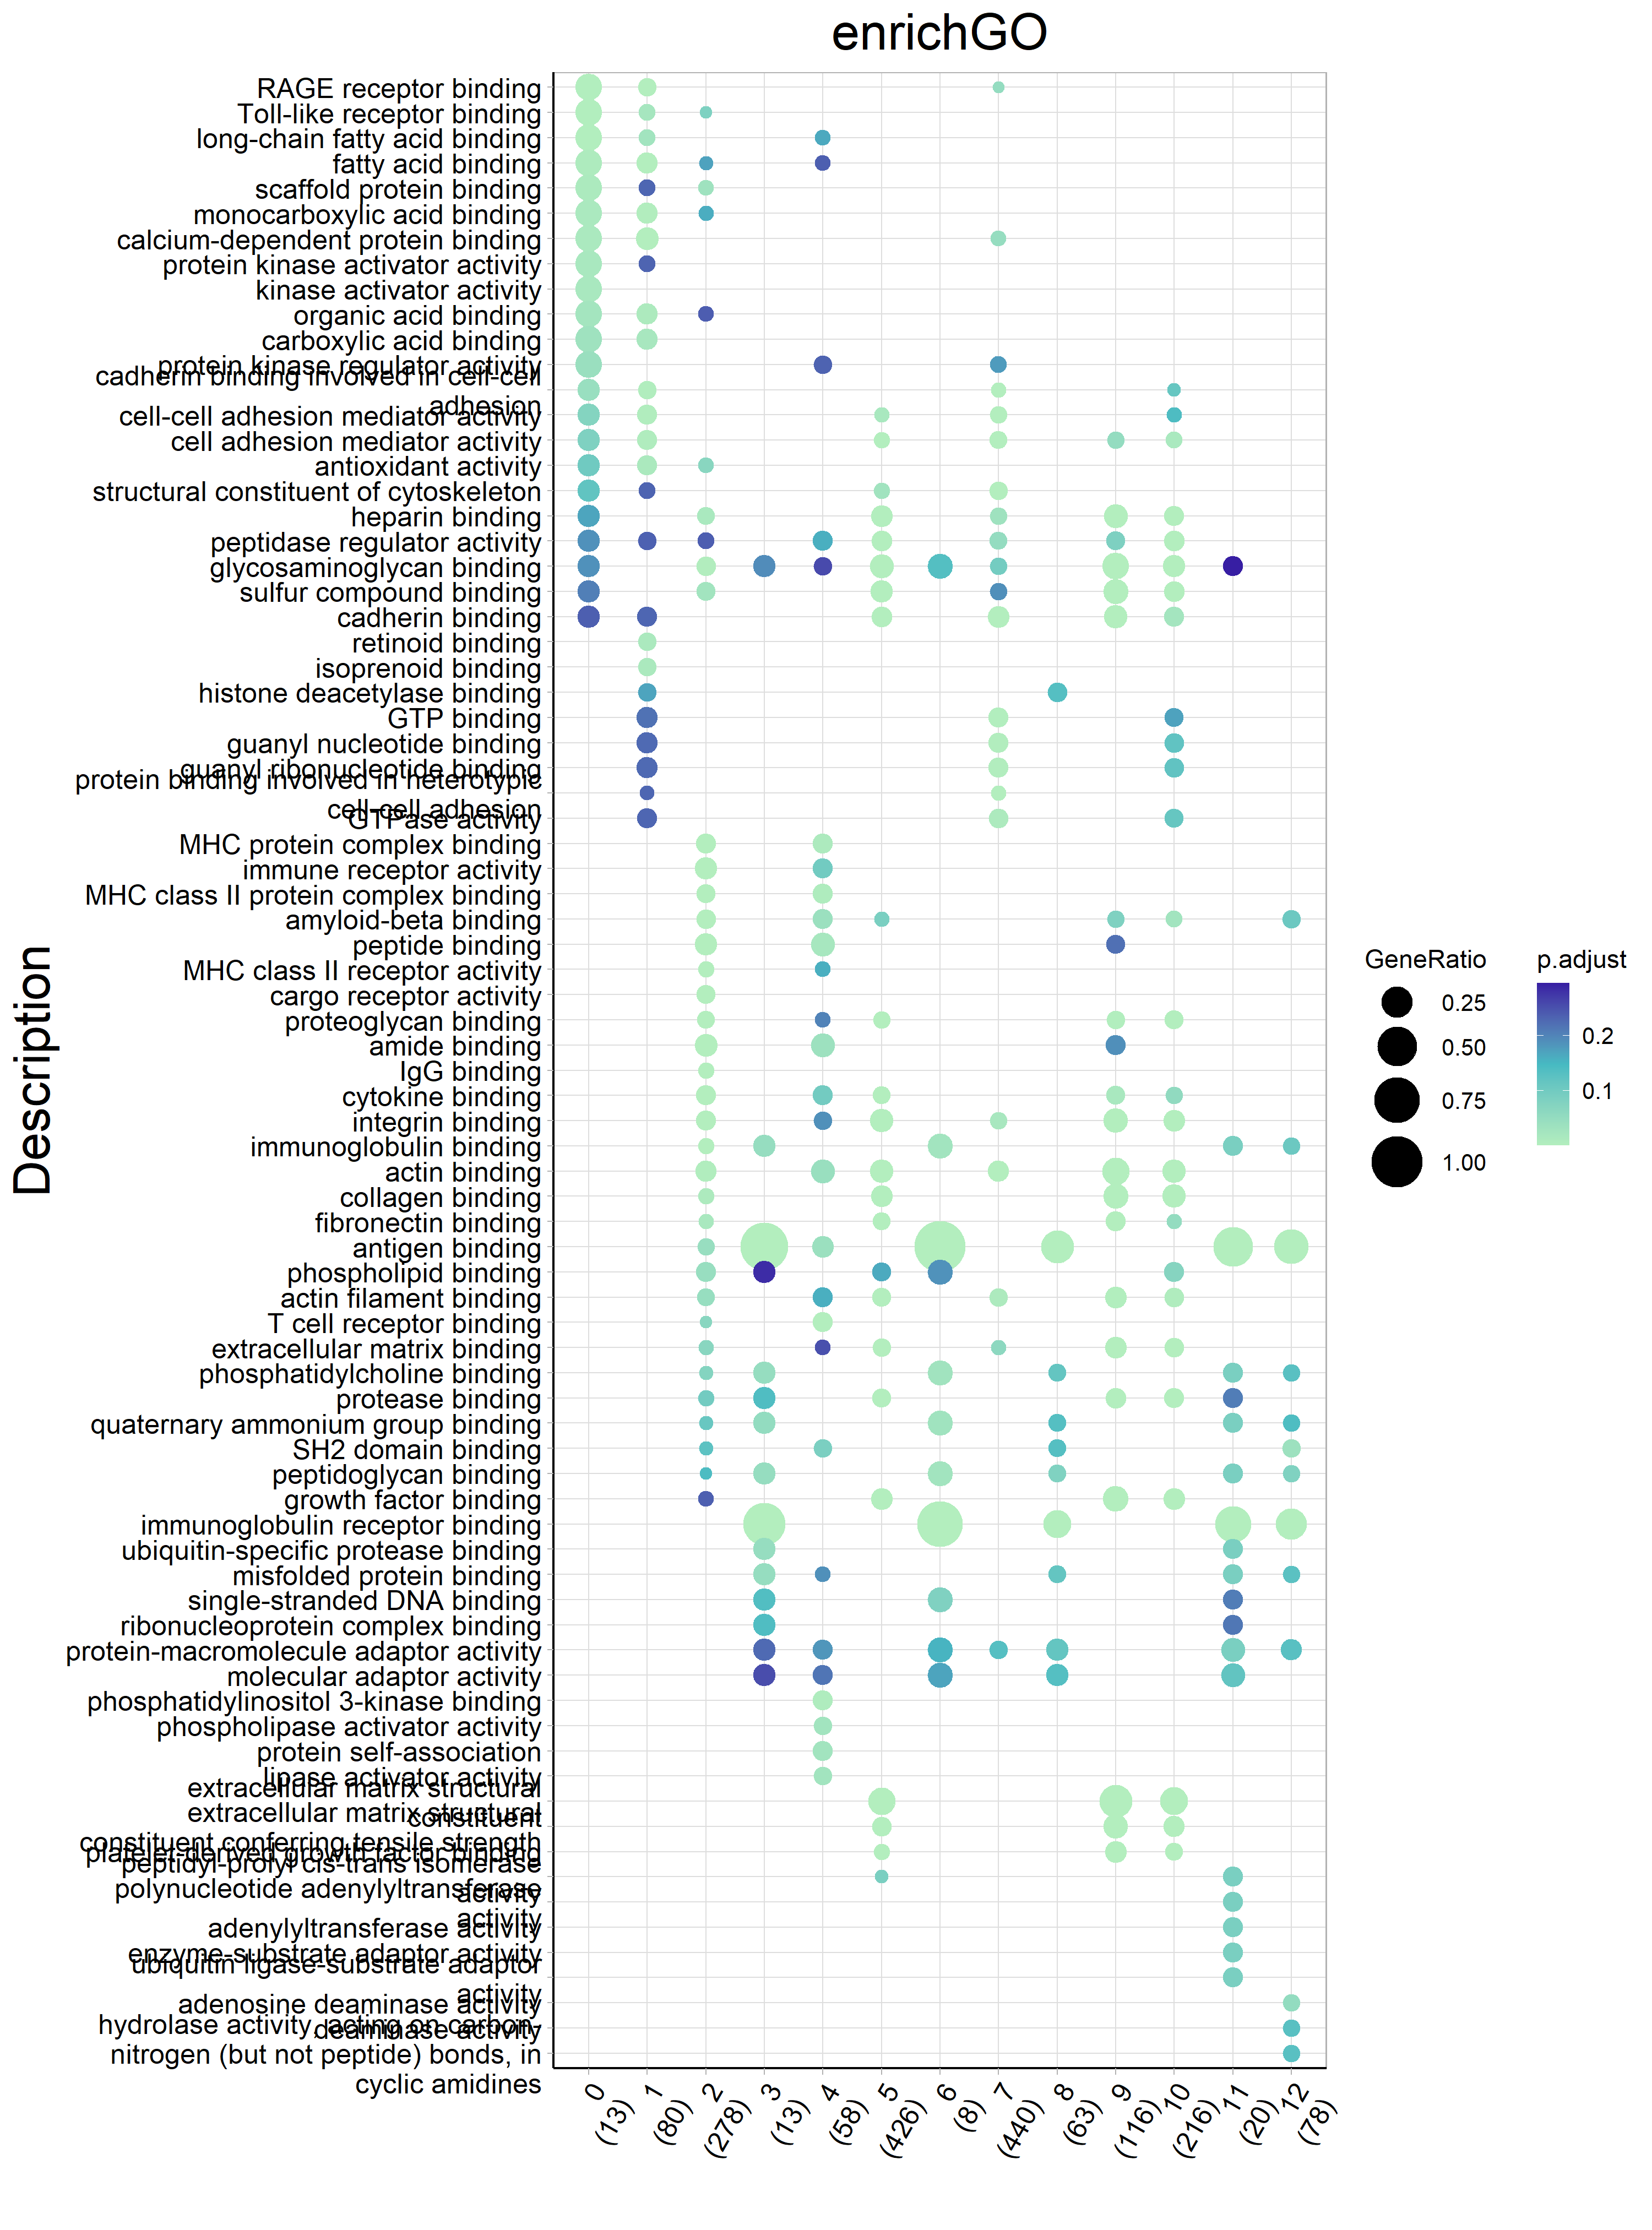 enrichGO
RAGE receptor binding
Toll-like receptor binding
long-chain fatty acid binding
fatty acid binding
scaffold protein binding
monocarboxylic acid binding
calcium-dependent protein binding
protein kinase activator activity
kinase activator activity
organic acid binding
carboxylic acid binding
protein kinase regulator activity
cadherin binding involved in cell-cell
adhesion
cell-cell adhesion mediator activity
cell adhesion mediator activity
antioxidant activity
structural constituent of cytoskeleton
heparin binding
peptidase regulator activity
glycosaminoglycan binding
sulfur compound binding
cadherin binding
retinoid binding
isoprenoid binding
histone deacetylase binding
GTP binding
guanyl nucleotide binding
guanyl ribonucleotide binding
protein binding involved in heterotypic
cell-cell adhesion
GTPase activity
MHC protein complex binding
immune receptor activity
MHC class II protein complex binding
amyloid-beta binding
peptide binding
MHC class II receptor activity
cargo receptor activity
proteoglycan binding
amide binding
IgG binding
cytokine binding
integrin binding
immunoglobulin binding
actin binding
collagen binding
fibronectin binding
antigen binding
phospholipid binding
actin filament binding
T cell receptor binding
extracellular matrix binding
phosphatidylcholine binding
protease binding
quaternary ammonium group binding
SH2 domain binding
peptidoglycan binding
growth factor binding
immunoglobulin receptor binding
ubiquitin-specific protease binding
misfolded protein binding
single-stranded DNA binding
ribonucleoprotein complex binding
protein-macromolecule adaptor activity
molecular adaptor activity
phosphatidylinositol 3-kinase binding
phospholipase activator activity
protein self-association
lipase activator activity
extracellular matrix structural
constituent
extracellular matrix structural
constituent conferring tensile strength
platelet-derived growth factor binding
peptidyl-prolyl cis-trans isomerase
activity
polynucleotide adenylyltransferase
activity
adenylyltransferase activity
enzyme-substrate adaptor activity
ubiquitin ligase-substrate adaptor
activity
adenosine deaminase activity
deaminase activity
hydrolase activity, acting on carbon-
nitrogen (but not peptide) bonds, in
cyclic amidines
Description
0
(13)
1
(80)
2
(278)
3
(13)
4
(58)
5
(426)
6
(8)
7
(440)
8
(63)
9
(116)
10
(216)
11
(20)
12
(78)
GeneRatio
0.25
0.50
0.75
1.00
p.adjust
0.2
0.1